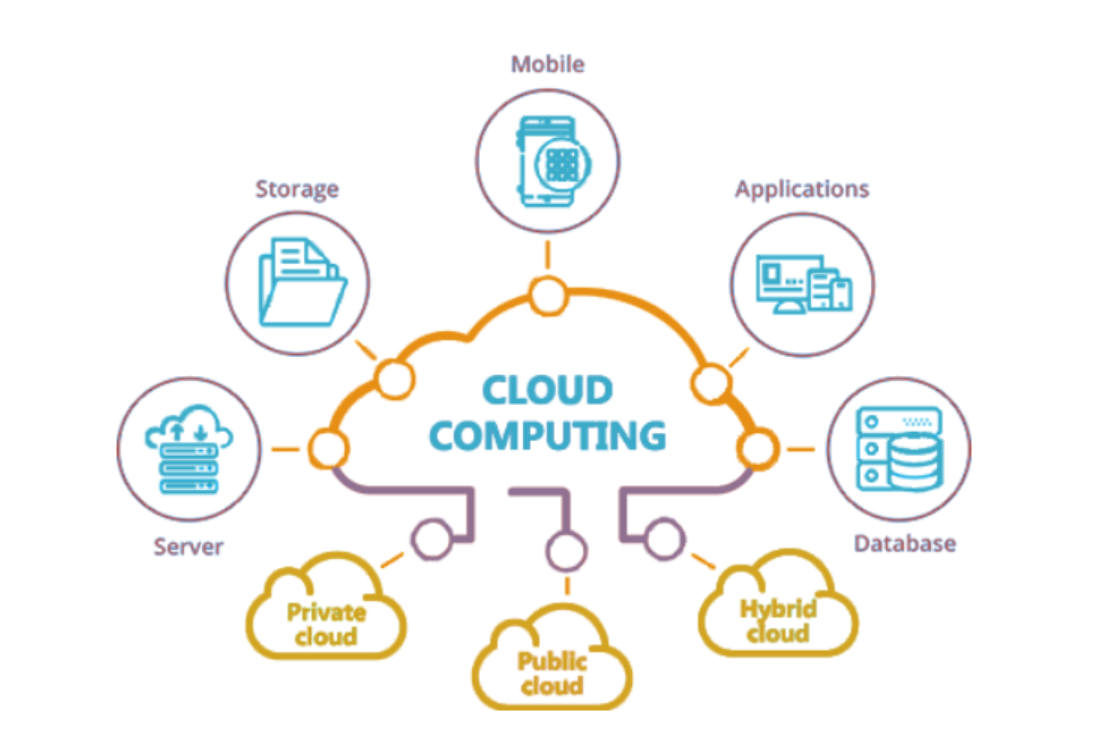 Mobile
Storage
Applications
CLOUD
COMPUTING
Server
Database
Private
cloud
Hybrid
cloud
Public
cloud